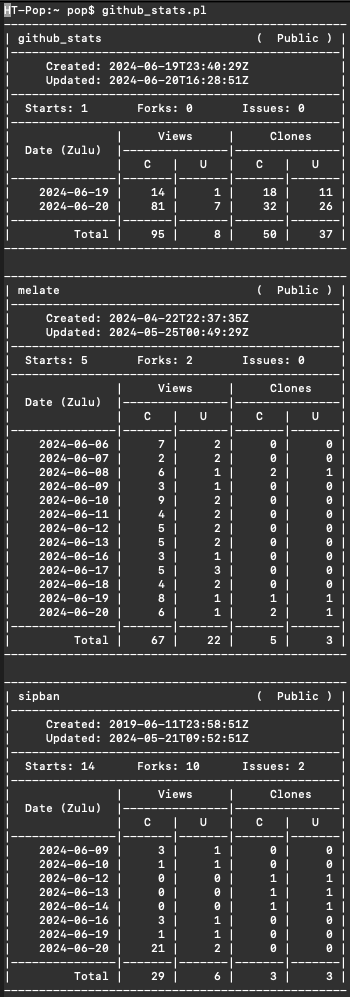 HT-Pop:~ pop$ github_stats.pl
github_stats ( Public )
Created: 2024-06-19T23:40:29Z
Updated: 2024-06-20T16:28:51Z
Starts: 1 Forks: 0 Issues: 0
Views Clones
Date (Zulu)
C U C U
2024-06-19 14 1 18 11
2024-06-20 81 7 32 26
Total 95 8 50 37
melate ( Public )
Created: 2024-04-22T22:37:35Z
Updated: 2024-05-25T00:49:29Z
Starts: 5 Forks: 2 Issues: 0
Views Clones
Date (Zulu)
C U C U
2024-06-06 7 2 0 0
2024-06-07 2 2 0 0
2024-06-08 6 1 2 1
2024-06-09 3 1 0 0
2024-06-10 9 2 0 0
2024-06-11 4 2 0 0
2024-06-12 5 2 0 0
2024-06-13 5 2 0 0
2024-06-16 3 1 0 0
2024-06-17 5 3 0 0
2024-06-18 4 2 0 0
2024-06-19 8 1 1 1
2024-06-20 6 1 2 1
Total 67 22 5 3
sipban ( Public )
Created: 2019-06-11T23:58:51Z
Updated: 2024-05-21T09:52:51Z
Starts: 14 Forks: 10 Issues: 2
Views Clones
Date (Zulu)
C U C U
2024-06-09 3 1 0 0
2024-06-10 1 1 0 0
2024-06-12 0 0 1 1
2024-06-13 0 0 1 1
2024-06-14 0 0 1 1
2024-06-16 3 1 0 0
2024-06-19 1 1 0 0
2024-06-20 21 2 0 0
Total 29 6 3 3